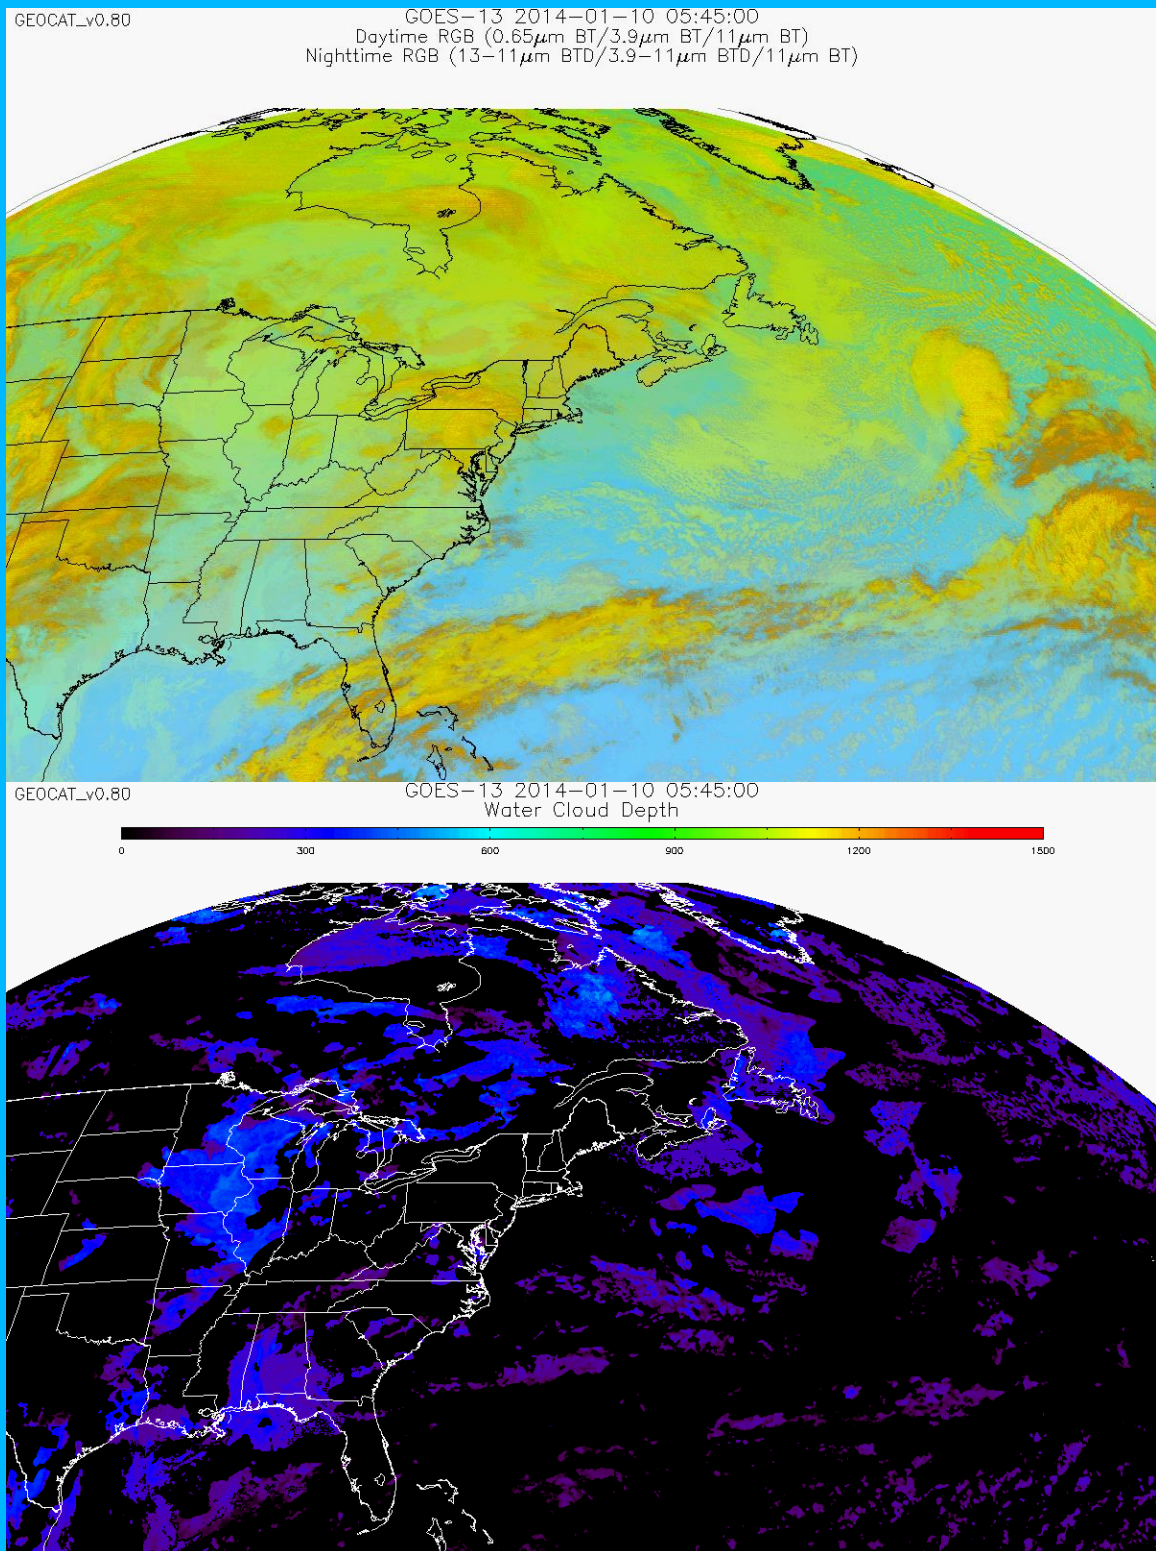 GEOCAT_v0.80
GOES-13 2014-01-10 05:45:00
Daytime RGB (0.65μm BT/3.9μm BT/11μm BT)
Nighttime RGB (13-11μm BTD/3.9-11μm BTD/11μm BT)
GEOCAT_v0.80
GOES-13 2014-01-10 05:45:00
Water Cloud Depth
0 300 600 900 1200 1500